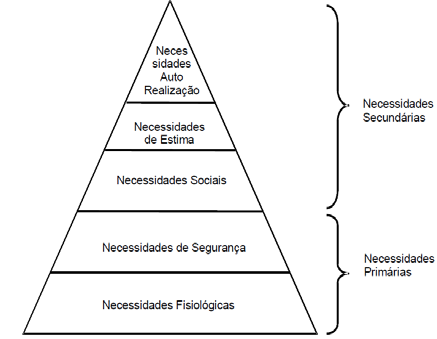 Neces
sidades
Auto
Realização
Necessidades
de Estima
Necessidades Sociais
Necessidades de Segurança
Necessidades Fisiológicas
Necessidades
Secundárias
Necessidades
Primárias